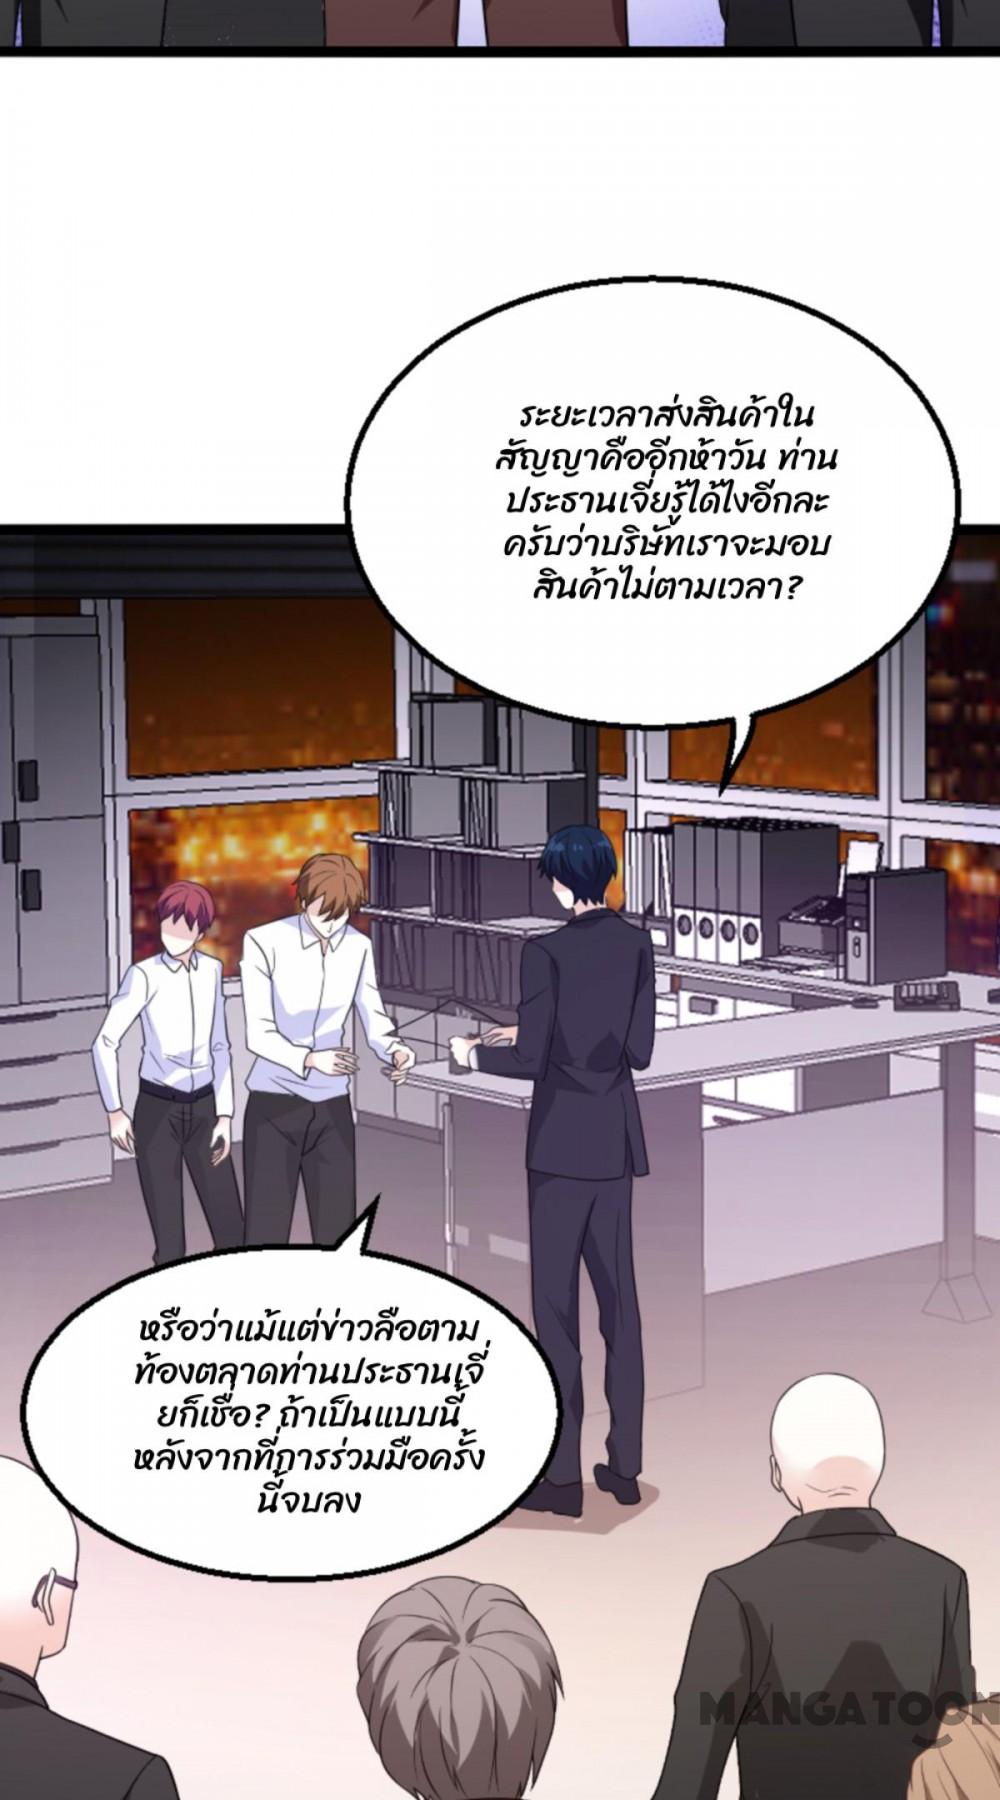 ระยะเวลาส่งสินค้าใน
สัญญาคืออีกห้าวัน ท่าน
ประธานเจี่ยรู้ได้ไงอีกละ
ครับว่าบริษัทเราจะมอบ
สินค้าไม่ตามเวลา?
หรือว่าแม้แต่ข่าวลือตาม
ท้องตลาดท่านประธานเจี่
ยก็เชื่อ? ถ้าเป็นแบบนี้
หลังจากที่การร่วมมือครั้ง
นี้จบลง
MANGATOON